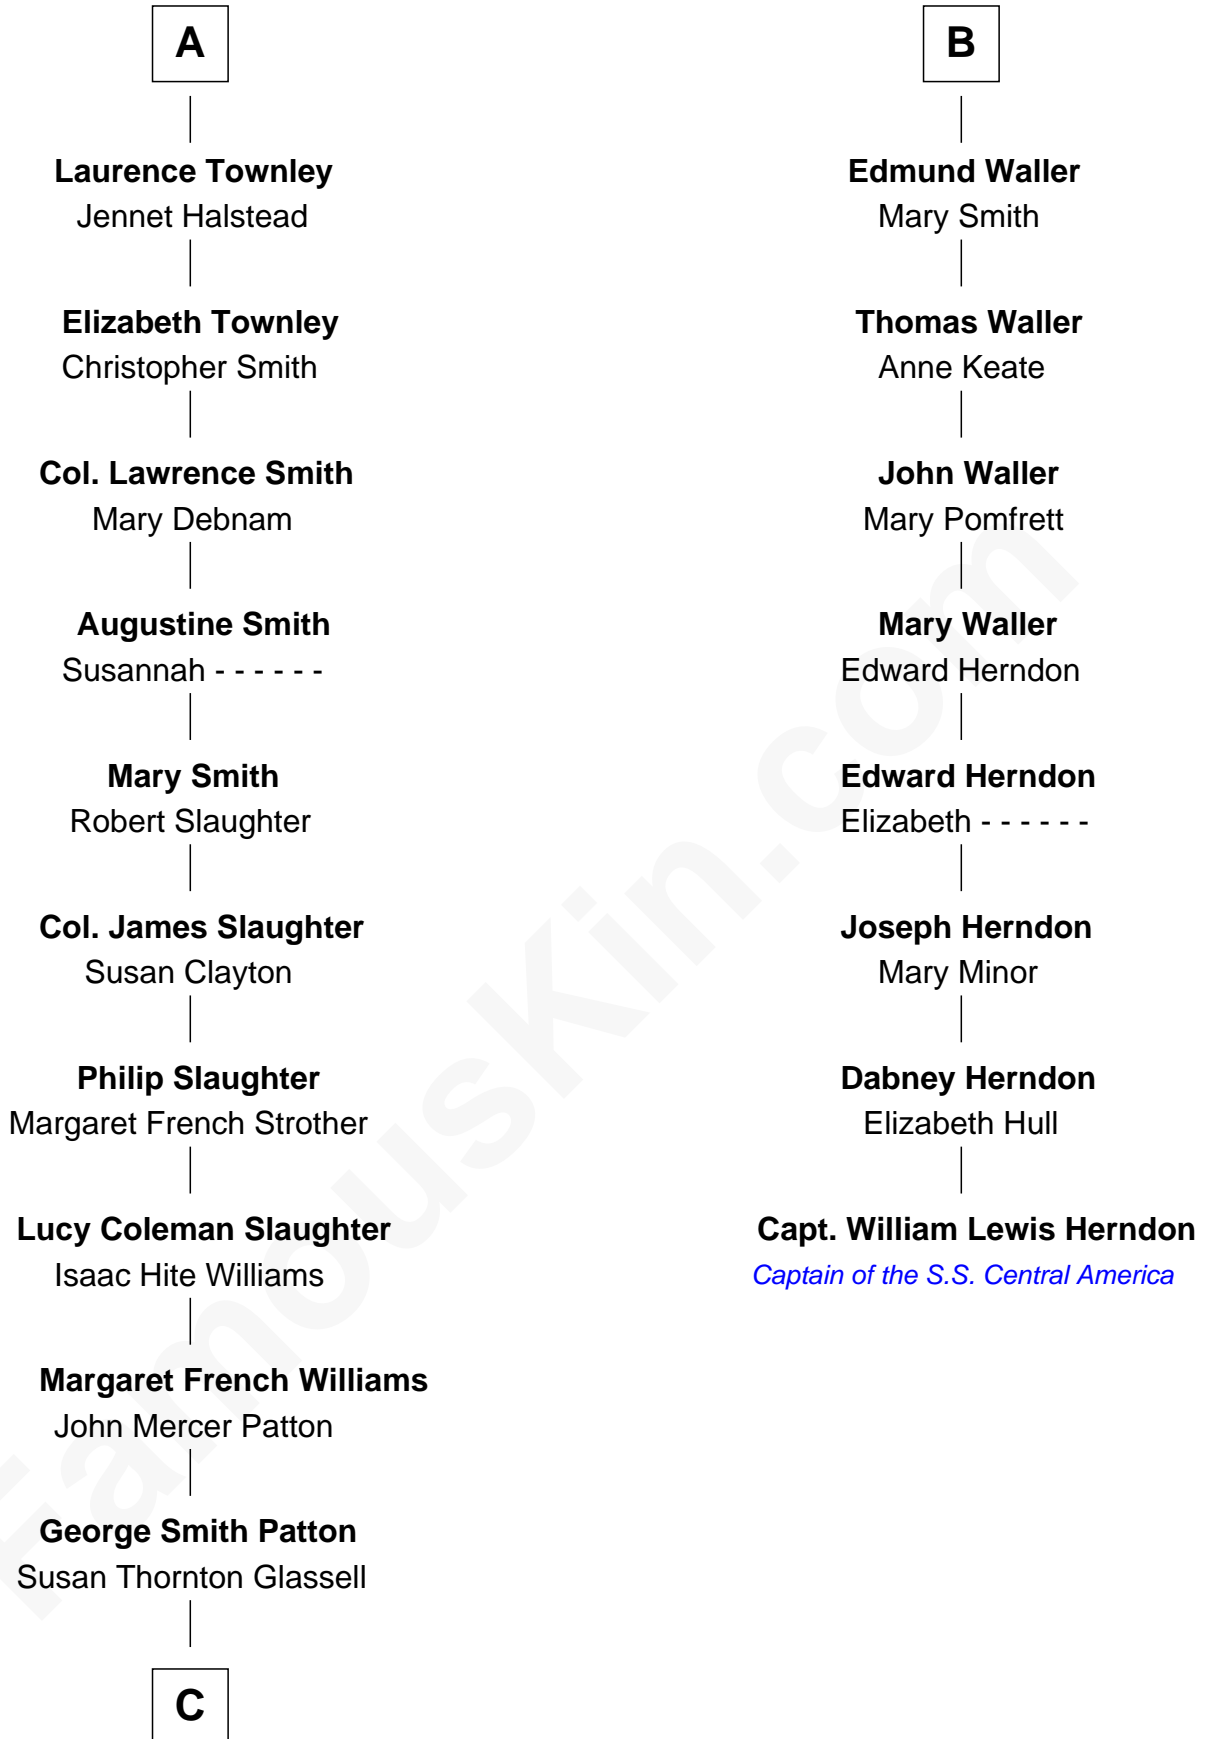 A
Laurence Townley
Jennet Halstead
Elizabeth Townley
Christopher Smith
Col. Lawrence Smith
Mary Debnam
Augustine Smith
Susannah - - - - - -
Mary Smith
Robert Slaughter
Col. James Slaughter
Susan Clayton
Philip Slaughter
Margaret French Strother
Lucy Coleman Slaughter
Isaac Hite Williams
Margaret French Williams
John Mercer Patton
George Smith Patton
Susan Thornton Glassell
C
B
Edmund Waller
Mary Smith
Thomas Waller
Anne Keate
John Waller
Mary Pomfrett
Mary Waller
Edward Herndon
Edward Herndon
Elizabeth - - - - - -
Joseph Herndon
Mary Minor
Dabney Herndon
Elizabeth Hull
Capt. William Lewis Herndon
Captain of the S.S. Central America
FamousKin.com